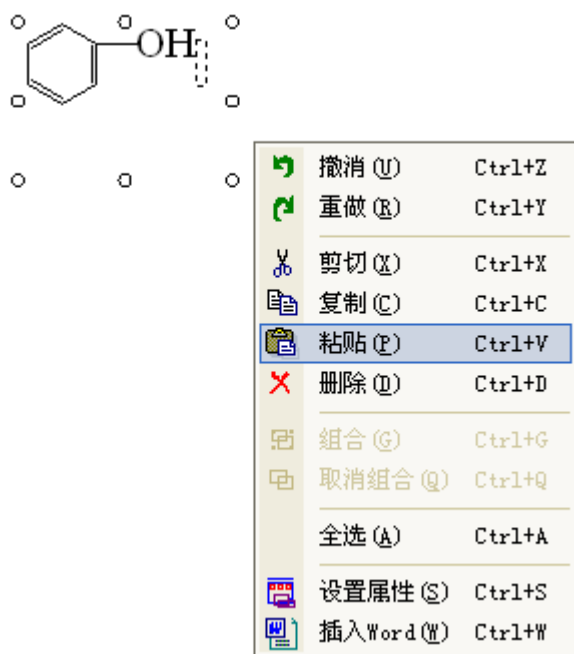 OH
撤消(U) Ctrl+Z
重做(R) Ctrl+Y
剪切(X) Ctrl+X
复制(C) Ctrl+C
粘贴(P) Ctrl+V
删除(D) Ctrl+D
组合(G) Ctrl+G
取消组合(Q) Ctrl+Q
全选(A) Ctrl+A
设置属性(S) Ctrl+S
插入Word(W) Ctrl+W